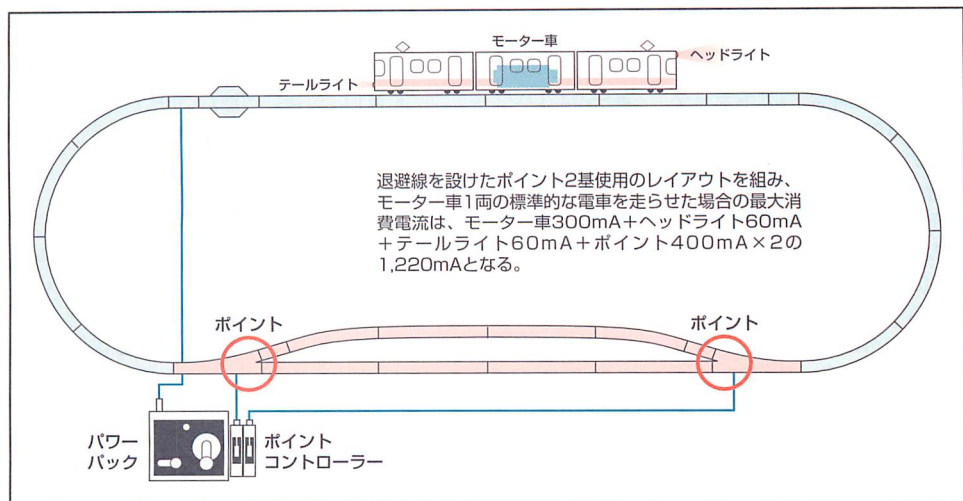 モーター車
ヘッドライト
テールライト
退避線を設けたポイント2基使用のレイアウトを組み、
モーター車1両の標準的な電車を走らせた場合の最大消
費電流は、モーター車300mA＋ヘッドライト60mA
＋テールライト60mA＋ポイント400mA×2の
1,220mAとなる。
ポイント
ポイント
パワー
パック
ポイント
コントローラー